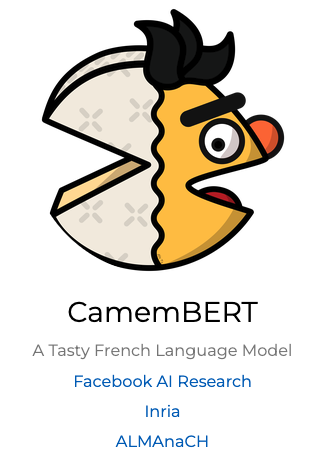 CamemBERT
A Tasty French Language Model
Facebook AI Research
Inria
ALMAnaCH